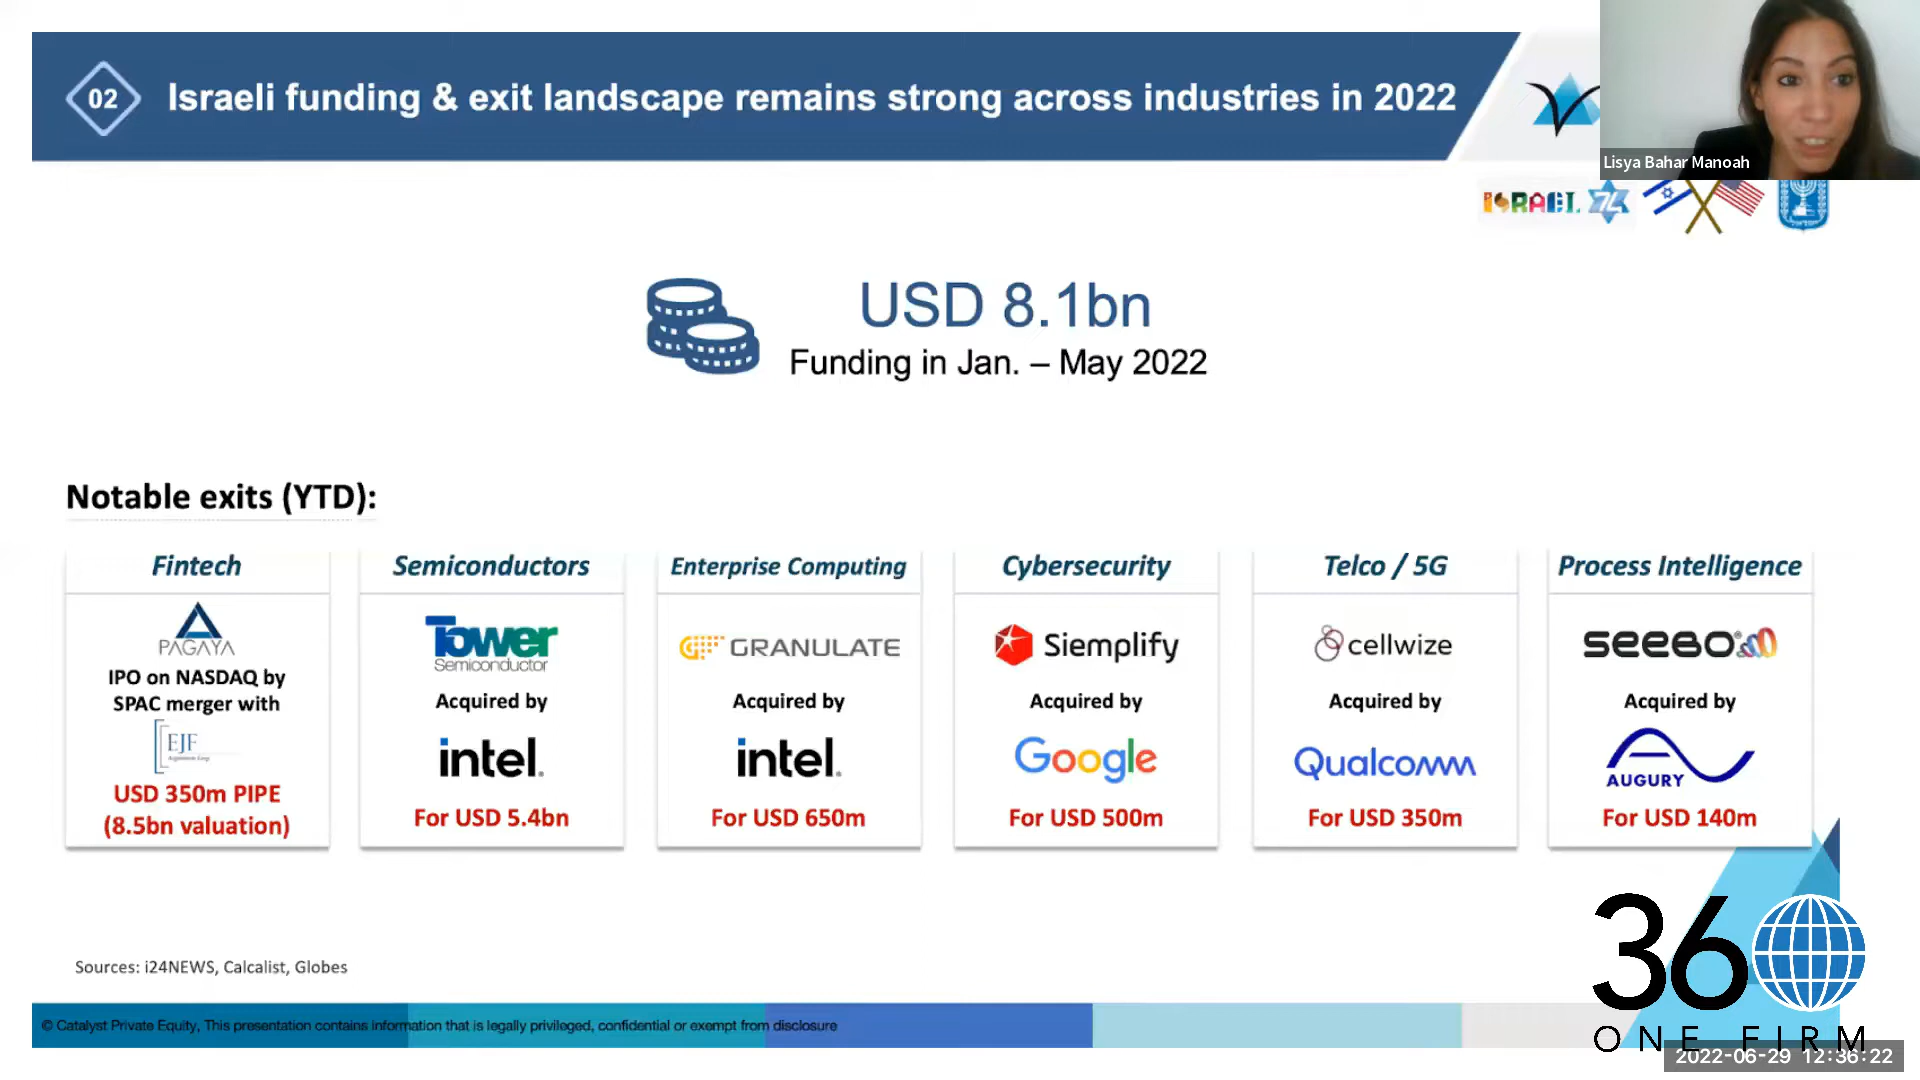 02
Israeli funding & exit landscape remains strong across industries in 2022
Lisya Bahar Manoah
ISRAEL 74
USD 8.1bn
Funding in Jan. – May 2022
Notable exits (YTD):
Fintech
PAGAYA
IPO on NASDAQ by
SPAC merger with
EJF
Acquisition Corp
USD 350m PIPE
(8.5bn valuation)
Semiconductors
Tower
Semiconductor
Acquired by
intel.
For USD 5.4bn
Enterprise Computing
GRANULATE
Acquired by
intel.
For USD 650m
Cybersecurity
Siemplify
Acquired by
Google
For USD 500m
Telco / 5G
cellwize
Acquired by
Qualcomm
For USD 350m
Process Intelligence
SEEBO®
Acquired by
AUGURY
For USD 140m
Sources: i24NEWS, Calcalist, Globes
© Catalyst Private Equity, This presentation contains information that is legally privileged, confidential or exempt from disclosure
360
ONE FIRM
2022-06-29 12:36:22